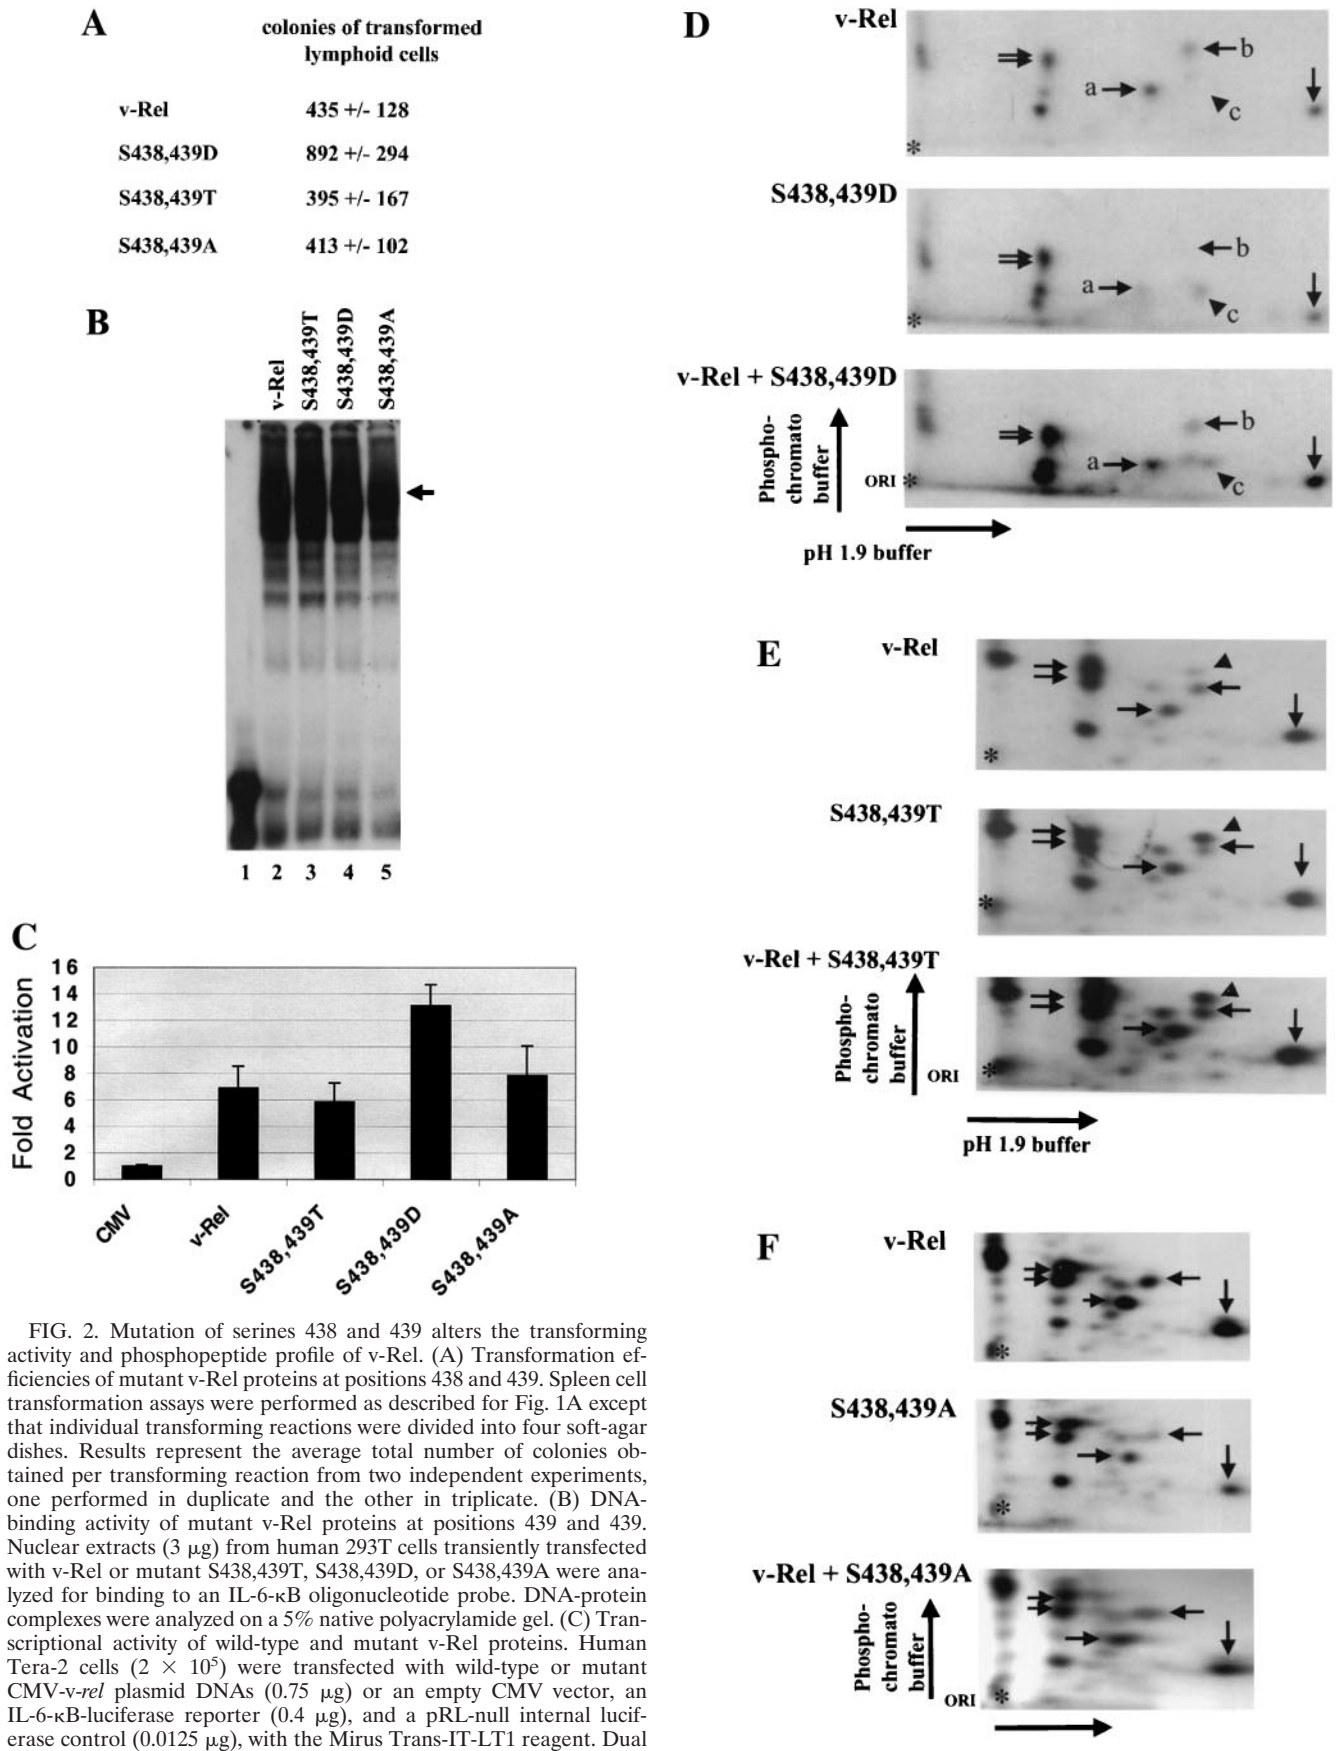 A
colonies of transformed
lymphoid cells
v-Rel 435 +/- 128
S438,439D 892 +/- 294
S438,439T 395 +/- 167
S438,439A 413 +/- 102
B
v-Rel S438,439T S438,439D S438,439A
1 2 3 4 5
C
Fold Activation
16
14
12
10
8
6
4
2
0
CMV v-Rel S438,439T S438,439D S438,439A
FIG. 2. Mutation of serines 438 and 439 alters the transforming
activity and phosphopeptide profile of v-Rel. (A) Transformation ef-
ficiencies of mutant v-Rel proteins at positions 438 and 439. Spleen cell
transformation assays were performed as described for Fig. 1A except
that individual transforming reactions were divided into four soft-agar
dishes. Results represent the average total number of colonies ob-
tained per transforming reaction from two independent experiments,
one performed in duplicate and the other in triplicate. (B) DNA-
binding activity of mutant v-Rel proteins at positions 439 and 439.
Nuclear extracts (3 μg) from human 293T cells transiently transfected
with v-Rel or mutant S438,439T, S438,439D, or S438,439A were ana-
lyzed for binding to an IL-6-κB oligonucleotide probe. DNA-protein
complexes were analyzed on a 5% native polyacrylamide gel. (C) Tran-
scriptional activity of wild-type and mutant v-Rel proteins. Human
Tera-2 cells (2 × 10⁵) were transfected with wild-type or mutant
CMV-v-rel plasmid DNAs (0.75 μg) or an empty CMV vector, an
IL-6-κB-luciferase reporter (0.4 μg), and a pRL-null internal lucif-
erase control (0.0125 μg), with the Mirus Trans-IT-LT1 reagent. Dual
D
v-Rel
a
b
c
*
S438,439D
a
b
c
*
v-Rel + S438,439D
a
b
c
*
Phospho-
chromato
buffer
ORI
pH 1.9 buffer
E
v-Rel
*
S438,439T
*
v-Rel + S438,439T
*
Phospho-
chromato
buffer
ORI
pH 1.9 buffer
F
v-Rel
*
S438,439A
*
v-Rel + S438,439A
*
Phospho-
chromato
buffer
ORI